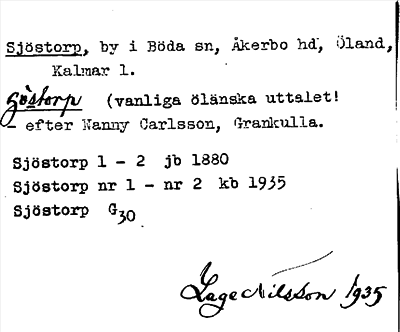 Sjöstorp, by i Böda sn, Åkerbo hd, Öland,
Kalmar l.
Göstorp (vanliga öländska uttalet!
- efter Nanny Carlsson, Grankulla.
Sjöstorp 1 - 2 jb 1880
Sjöstorp nr 1 - nr 2 kb 1935
Sjöstorp G30
Lage Nilsson 1935